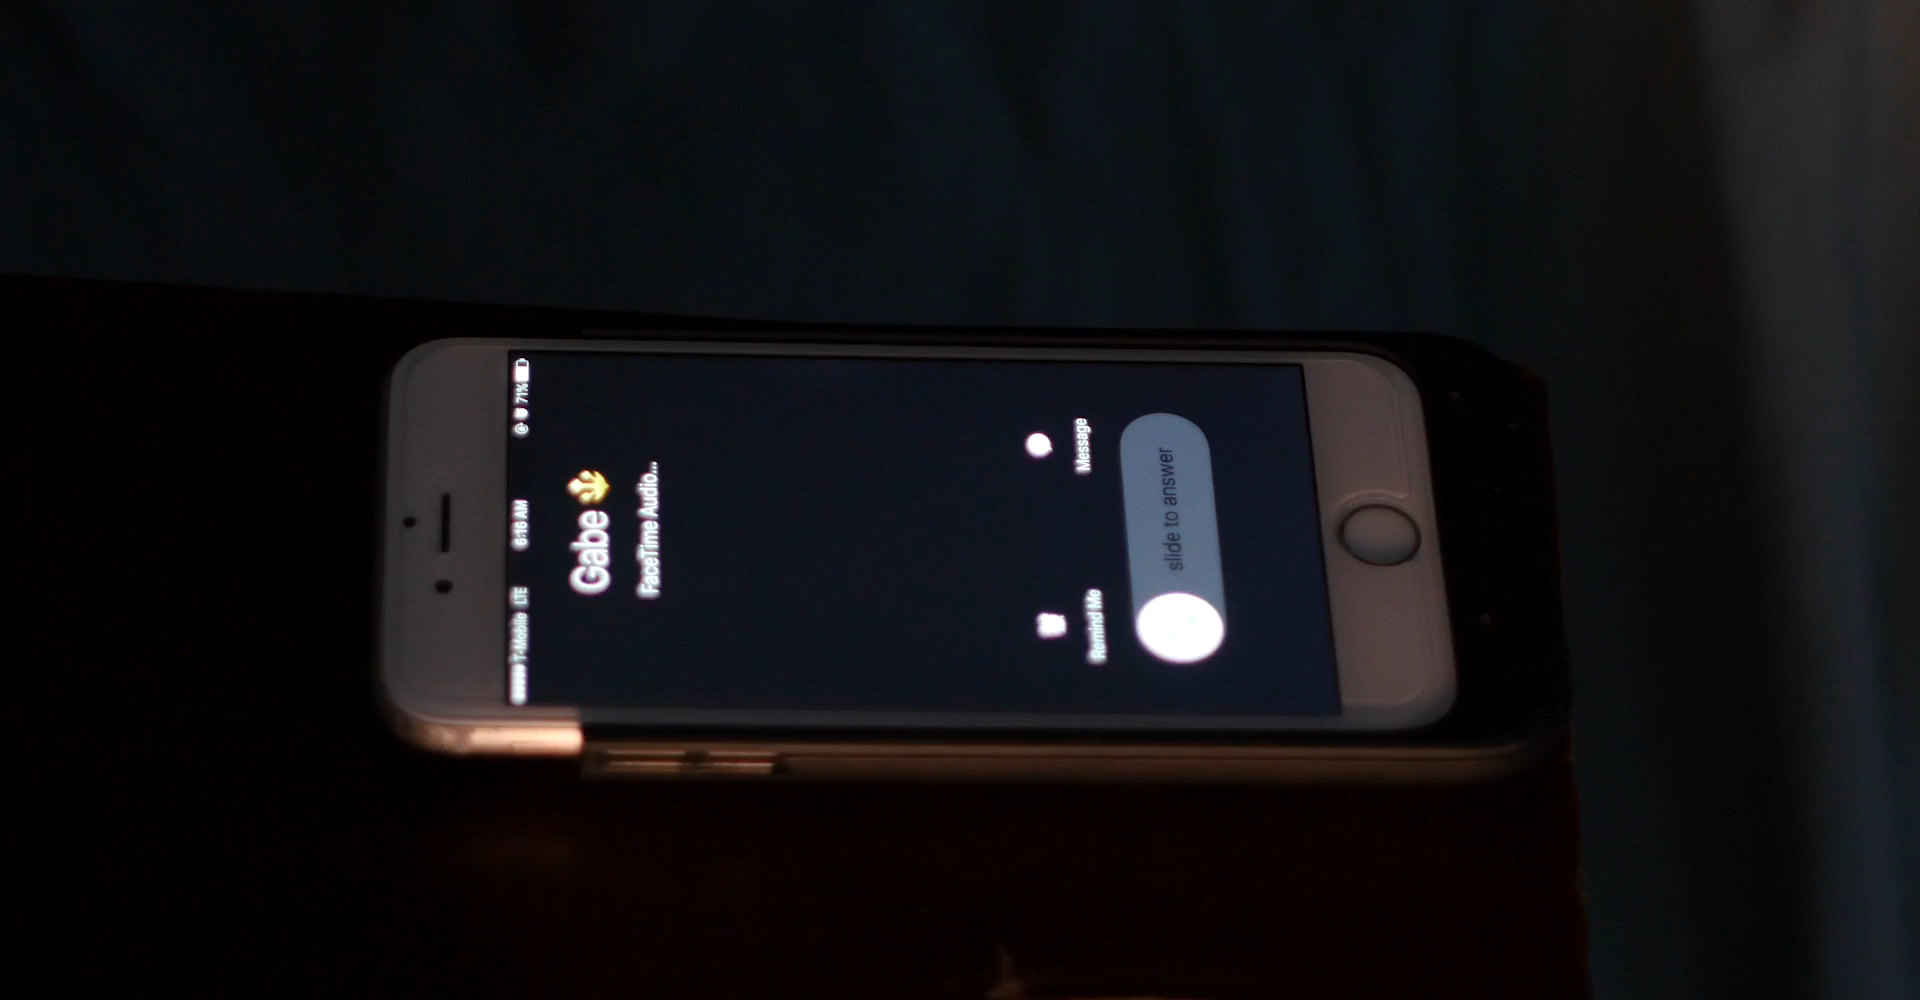 T-Mobile LTE 6:16 AM 71%
Gabe
FaceTime Audio...
Remind Me Message
slide to answer